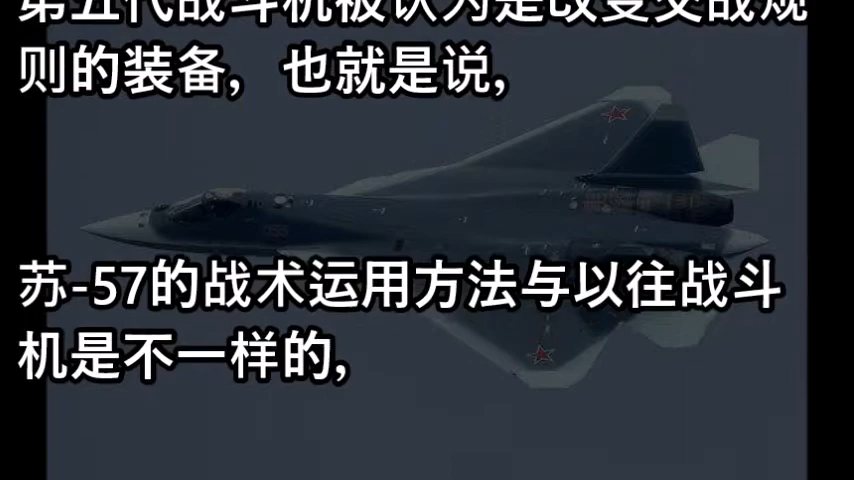 第五代战斗机被认为是改变交战规
则的装备，也就是说，
苏-57的战术运用方法与以往战斗
机是不一样的，